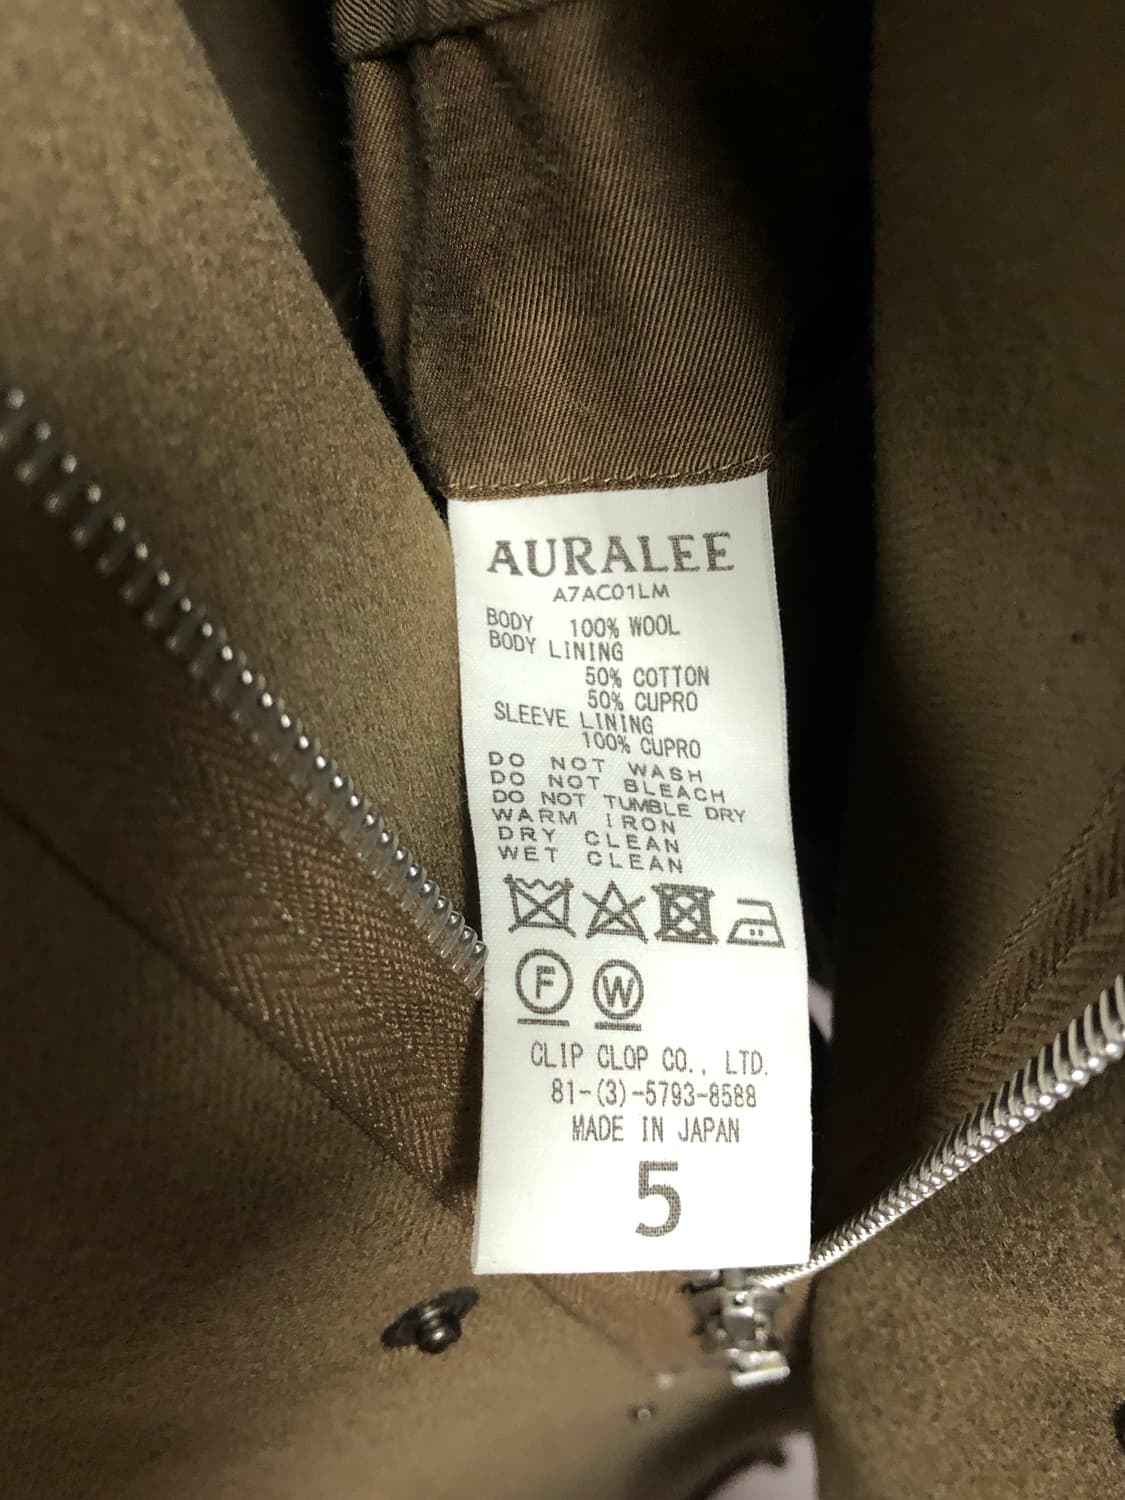 AURALEE
A7AC01LM
BODY 100% WOOL
BODY LINING
50% COTTON
50% CUPRO
SLEEVE LINING
100% CUPRO
DO NOT WASH
DO NOT BLEACH
DO NOT TUMBLE DRY
WARM IRON
DRY CLEAN
WET CLEAN
F W
CLIP CLOP CO., LTD.
81-(3)-5793-8588
MADE IN JAPAN
5